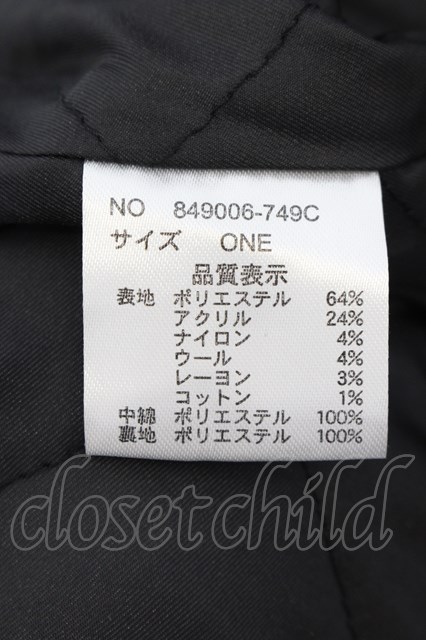 NO 849006-749C
サイズ ONE
品質表示
表地 ポリエステル 64%
アクリル 24%
ナイロン 4%
ウール 4%
レーヨン 3%
コットン 1%
中綿 ポリエステル 100%
裏地 ポリエステル 100%
closetchild